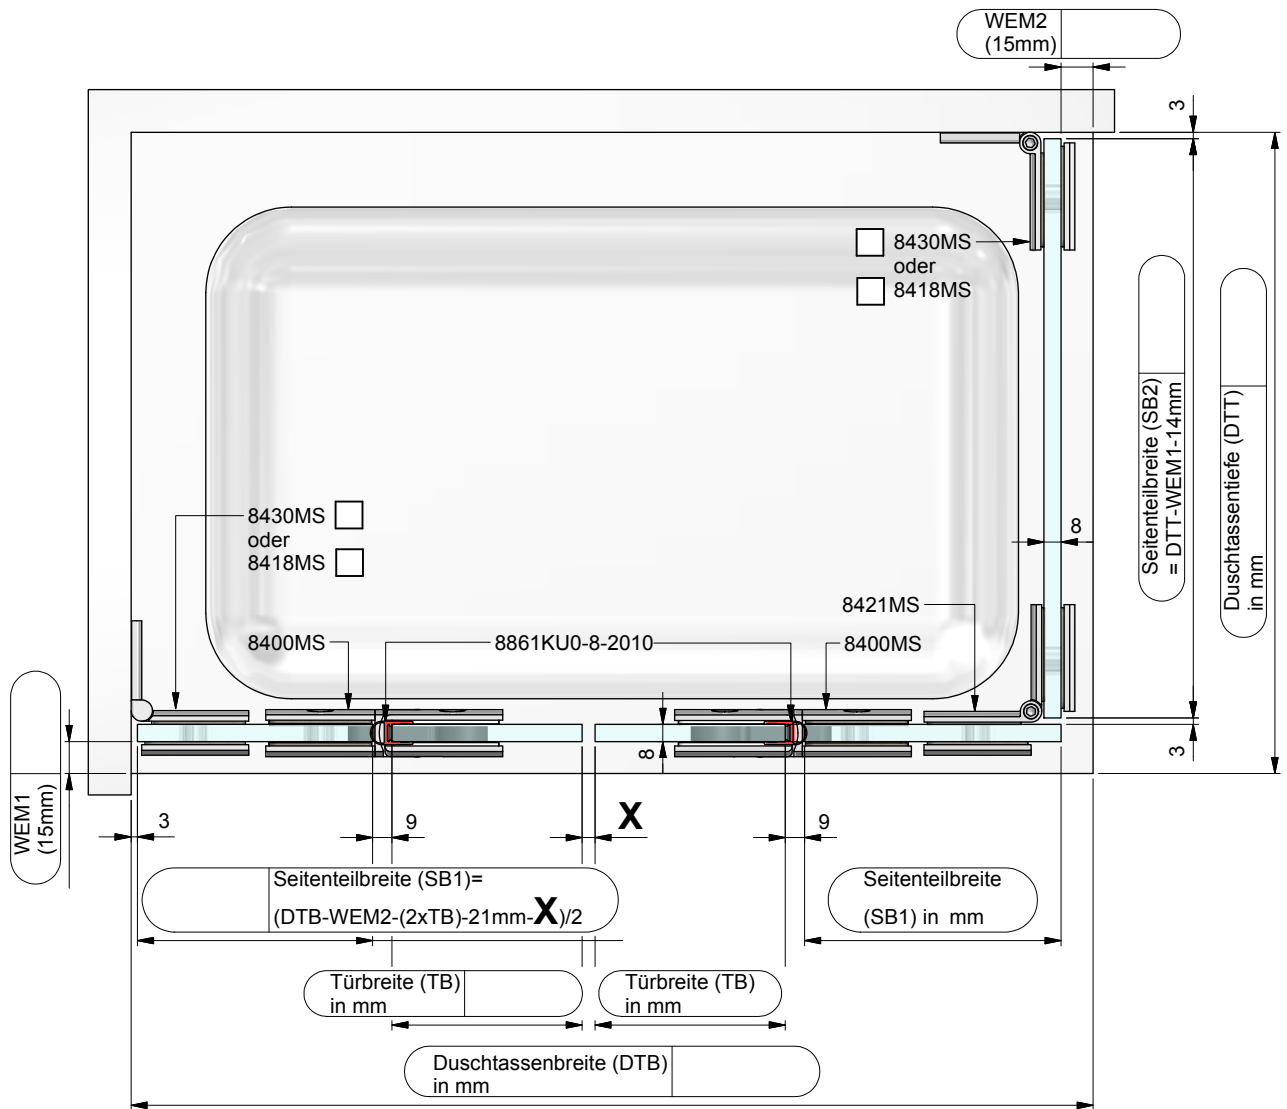 WEM2
(15mm)
3
8430MS
oder
8418MS
Seitenteilbreite (SB2)
= DTT-WEM1-14mm
Duschtassentiefe (DTT)
in mm
8
8430MS
oder
8418MS
8421MS
8400MS
8861KU0-8-2010
8400MS
8
3
WEM1
(15mm)
3
9
X
9
Seitenteilbreite (SB1)=
(DTB-WEM2-(2xTB)-21mm-X)/2
Seitenteilbreite
(SB1) in mm
Türbreite (TB)
in mm
Türbreite (TB)
in mm
Duschtassenbreite (DTB)
in mm